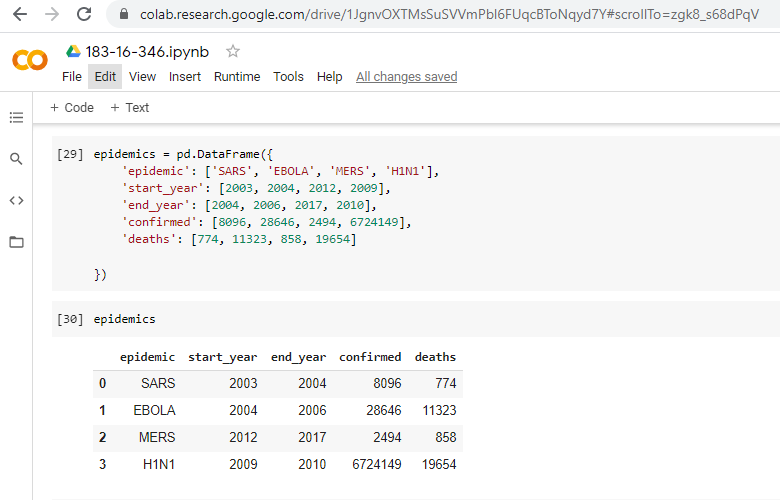 colab.research.google.com/drive/1JgnvOXTMsSuSVVmPbl6FUqcBToNqyd7Y#scrollTo=zgk8_s68dPqV
183-16-346.ipynb
File Edit View Insert Runtime Tools Help All changes saved
+ Code + Text
[29] epidemics = pd.DataFrame({
'epidemic': ['SARS', 'EBOLA', 'MERS', 'H1N1'],
'start_year': [2003, 2004, 2012, 2009],
'end_year': [2004, 2006, 2017, 2010],
'confirmed': [8096, 28646, 2494, 6724149],
'deaths': [774, 11323, 858, 19654]
})
[30] epidemics
epidemic start_year end_year confirmed deaths
0 SARS 2003 2004 8096 774
1 EBOLA 2004 2006 28646 11323
2 MERS 2012 2017 2494 858
3 H1N1 2009 2010 6724149 19654